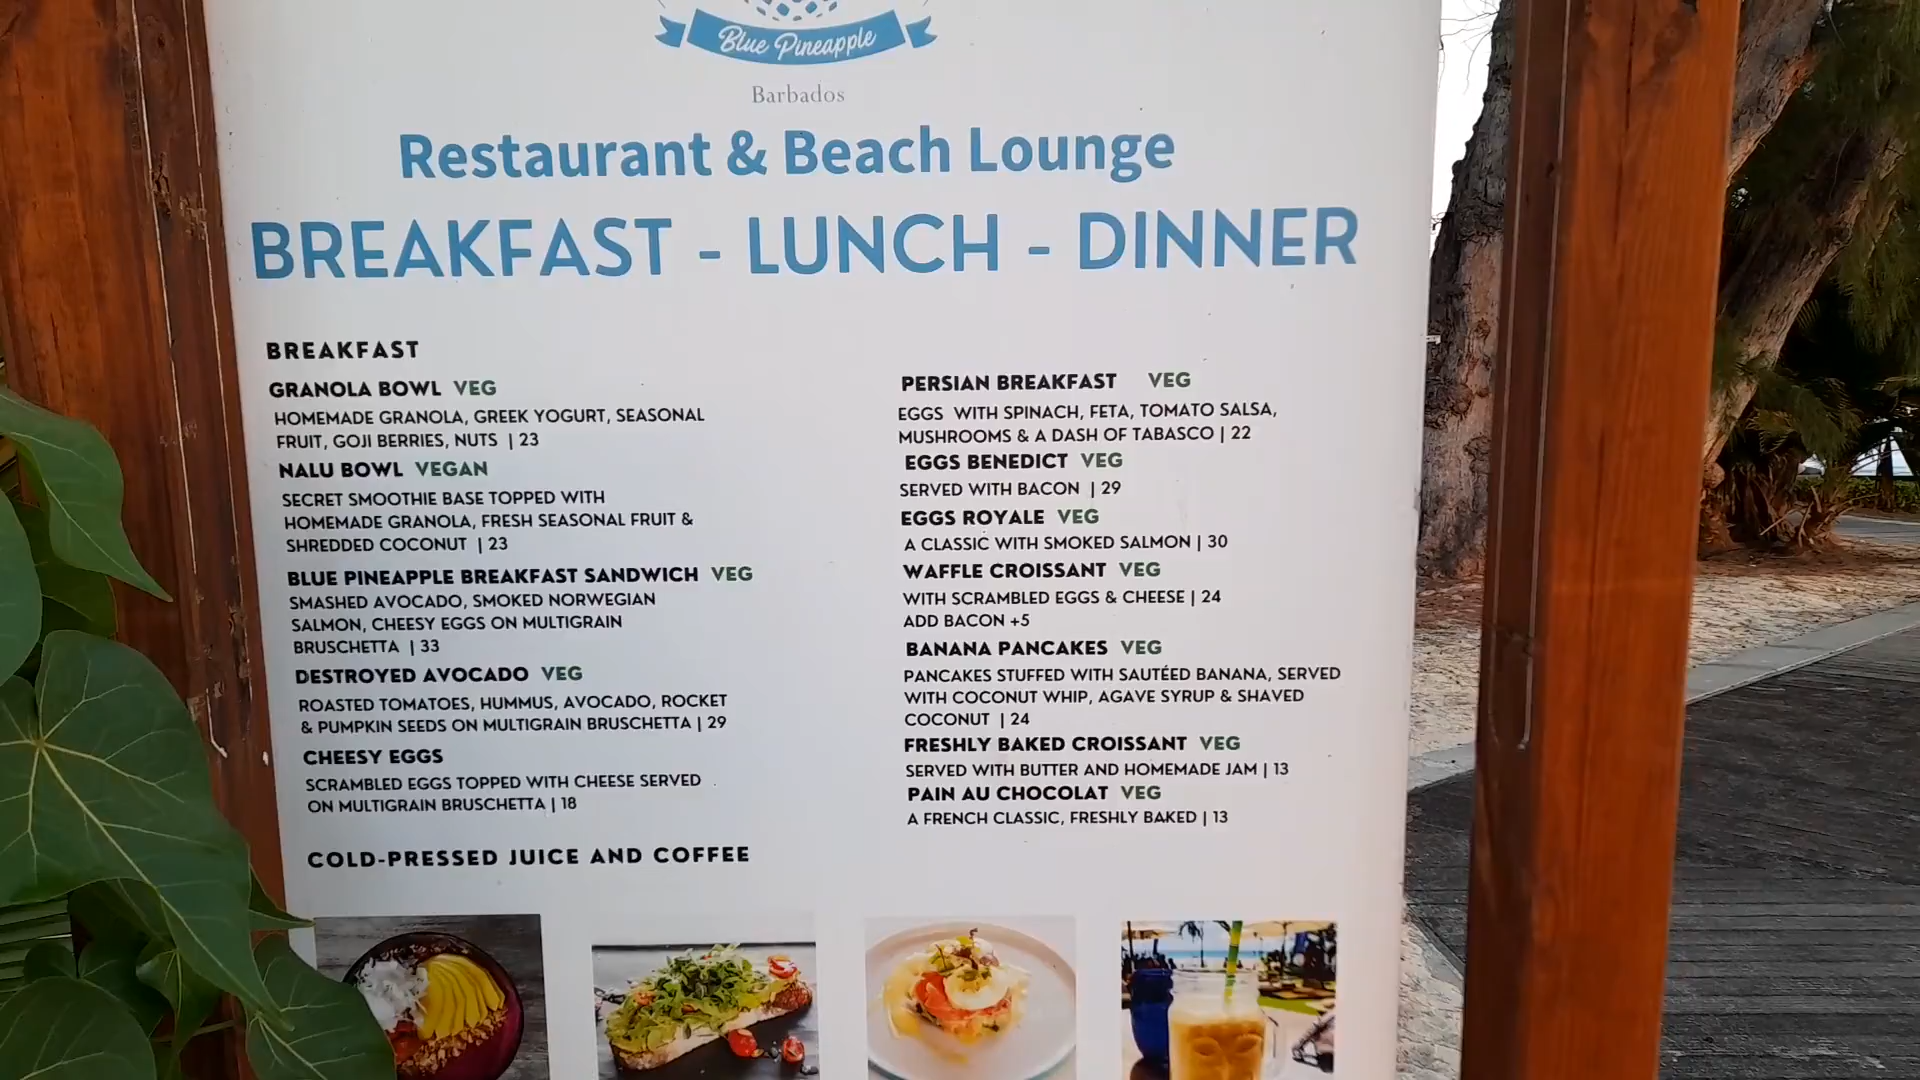 Blue Pineapple
Barbados
Restaurant & Beach Lounge
BREAKFAST - LUNCH - DINNER
BREAKFAST
GRANOLA BOWL VEG
HOMEMADE GRANOLA, GREEK YOGURT, SEASONAL
FRUIT, GOJI BERRIES, NUTS | 23
NALU BOWL VEGAN
SECRET SMOOTHIE BASE TOPPED WITH
HOMEMADE GRANOLA, FRESH SEASONAL FRUIT &
SHREDDED COCONUT | 23
BLUE PINEAPPLE BREAKFAST SANDWICH VEG
SMASHED AVOCADO, SMOKED NORWEGIAN
SALMON, CHEESY EGGS ON MULTIGRAIN
BRUSCHETTA | 33
DESTROYED AVOCADO VEG
ROASTED TOMATOES, HUMMUS, AVOCADO, ROCKET
& PUMPKIN SEEDS ON MULTIGRAIN BRUSCHETTA | 29
CHEESY EGGS
SCRAMBLED EGGS TOPPED WITH CHEESE SERVED
ON MULTIGRAIN BRUSCHETTA | 18
COLD-PRESSED JUICE AND COFFEE
PERSIAN BREAKFAST VEG
EGGS WITH SPINACH, FETA, TOMATO SALSA,
MUSHROOMS & A DASH OF TABASCO | 22
EGGS BENEDICT VEG
SERVED WITH BACON | 29
EGGS ROYALE VEG
A CLASSIC WITH SMOKED SALMON | 30
WAFFLE CROISSANT VEG
WITH SCRAMBLED EGGS & CHEESE | 24
ADD BACON +5
BANANA PANCAKES VEG
PANCAKES STUFFED WITH SAUTÉED BANANA, SERVED
WITH COCONUT WHIP, AGAVE SYRUP & SHAVED
COCONUT | 24
FRESHLY BAKED CROISSANT VEG
SERVED WITH BUTTER AND HOMEMADE JAM | 13
PAIN AU CHOCOLAT VEG
A FRENCH CLASSIC, FRESHLY BAKED | 13